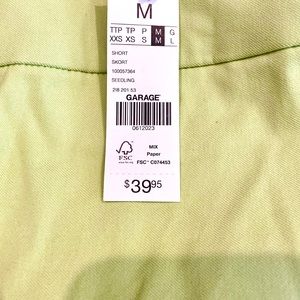 M
TTP TP P M G
XXS XS S M L
SHORT
SKORT
100057364
SEEDLING
218 201 53
GARAGE
0612023
FSC
MIX
Paper
FSC™ C074453
$39.95